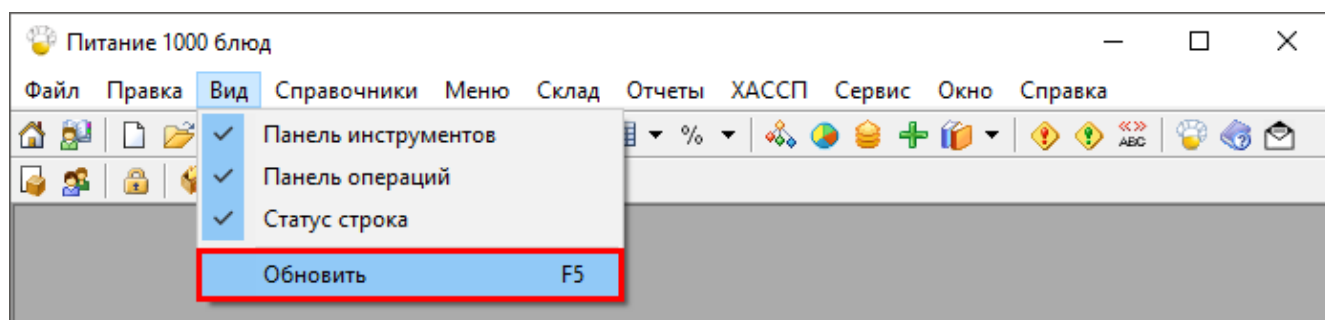 Питание 1000 блюд
Файл Правка Вид Справочники Меню Склад Отчеты ХАССП Сервис Окно Справка
Панель инструментов
%
«»
ABC
Панель операций
Статус строка
Обновить F5